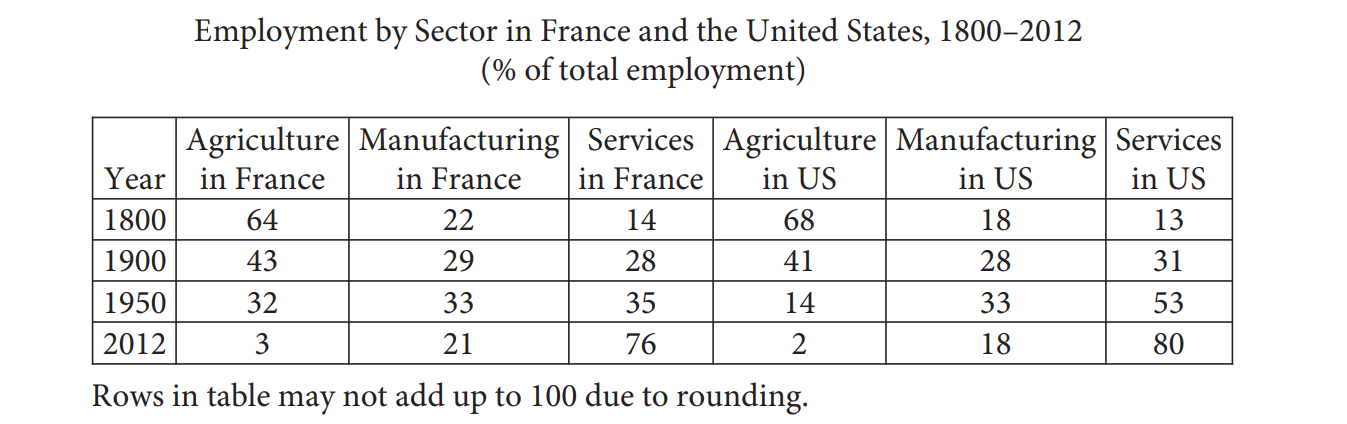 Employment by Sector in France and the United States, 1800–2012
(% of total employment)
Year | Agriculture in France | Manufacturing in France | Services in France | Agriculture in US | Manufacturing in US | Services in US
1800 | 64 | 22 | 14 | 68 | 18 | 13
1900 | 43 | 29 | 28 | 41 | 28 | 31
1950 | 32 | 33 | 35 | 14 | 33 | 53
2012 | 3 | 21 | 76 | 2 | 18 | 80
Rows in table may not add up to 100 due to rounding.